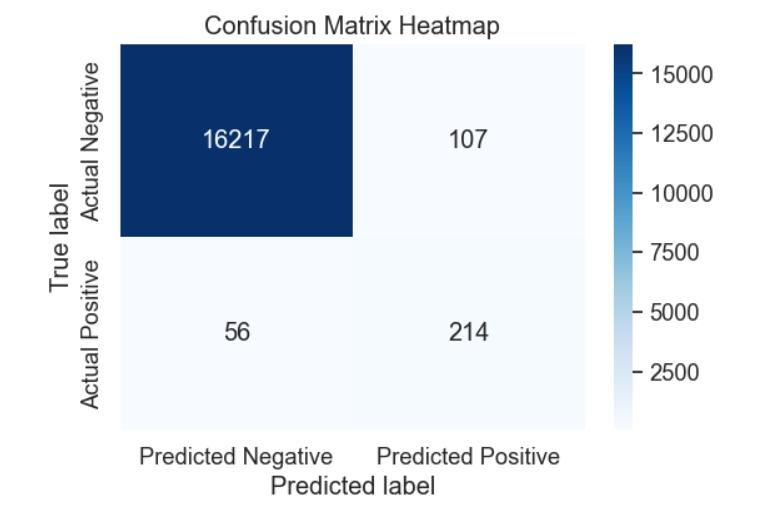 Confusion Matrix Heatmap
True label
Actual Negative
Actual Positive
16217
107
56
214
Predicted Negative
Predicted Positive
Predicted label
15000
12500
10000
7500
5000
2500